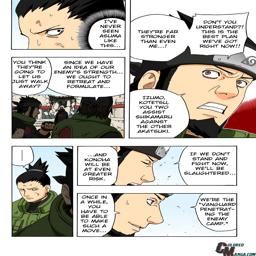 DON'T YOU
UNDERSTAND?!
THIS IS THE
BEST PLAN
WE'VE GOT
RIGHT NOW!!
THEY'RE FAR
STRONGER
THAN EVEN
ME...!
I'VE
NEVER SEEN
ASUMA
LIKE THIS...
IZUMO,
KOTETSU,
YOU TWO
ASSIST
SHIKAMARU
AGAINST
THE OTHER
AKATSUKI.
SINCE WE HAVE
AN IDEA OF OUR
ENEMY'S STRENGTH...
WE OUGHT
TO RETREAT AND
FORMULATE...
YOU THINK
THEY'RE
GOING TO
LET US
JUST WALK
AWAY?
IF WE DON'T
STAND AND
FIGHT NOW,
WE'LL BE
SLAUGHTERED...
...AND
KONOHA
WILL BE
AT EVEN
GREATER
RISK.
WE'RE THE
"VANGUARD
PENETRATING
THE
ENEMY
CAMP."
ONCE IN
A WHILE,
YOU HAVE
TO BE
ABLE TO
MAKE SUCH
A MOVE...
COLORED
MANGA.COM